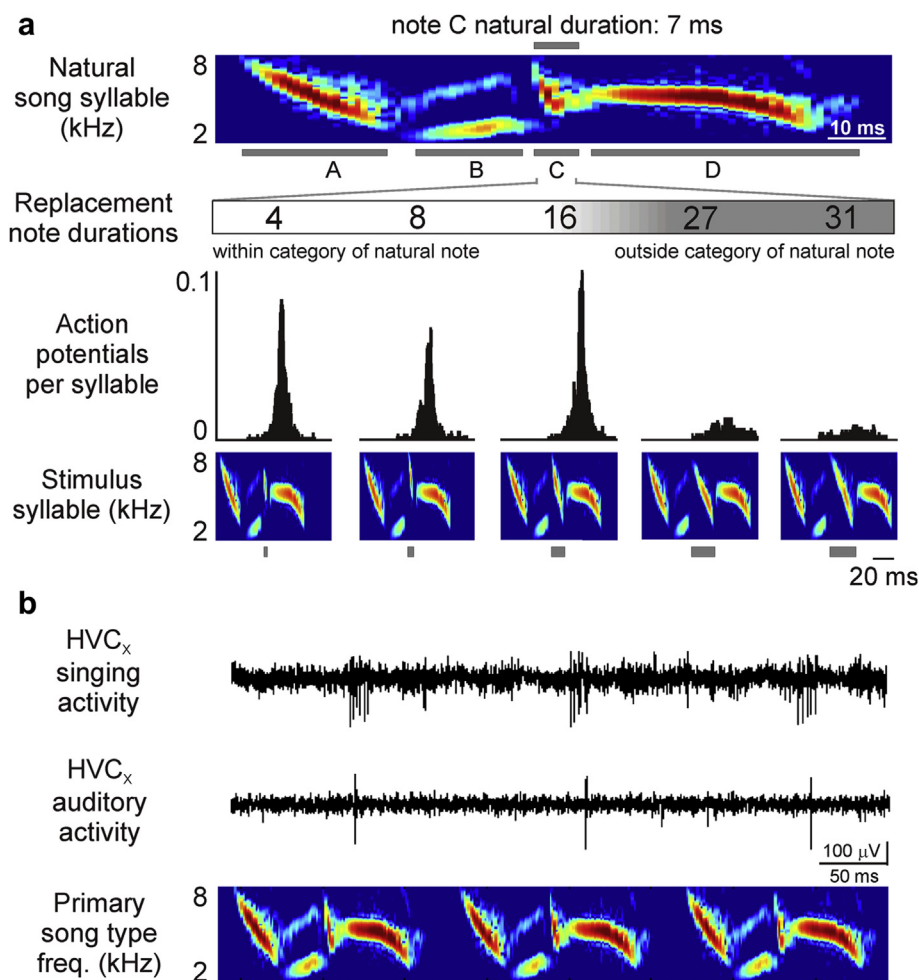 a
note C natural duration: 7 ms
Natural
song syllable
(kHz)
8
2
10 ms
A B C D
Replacement
note durations
4 8 16 27 31
within category of natural note outside category of natural note
Action
potentials
per syllable
0.1
0
Stimulus
syllable (kHz)
8
2
20 ms
b
HVCX
singing
activity
HVCX
auditory
activity
100 µV
50 ms
Primary
song type
freq. (kHz)
8
2